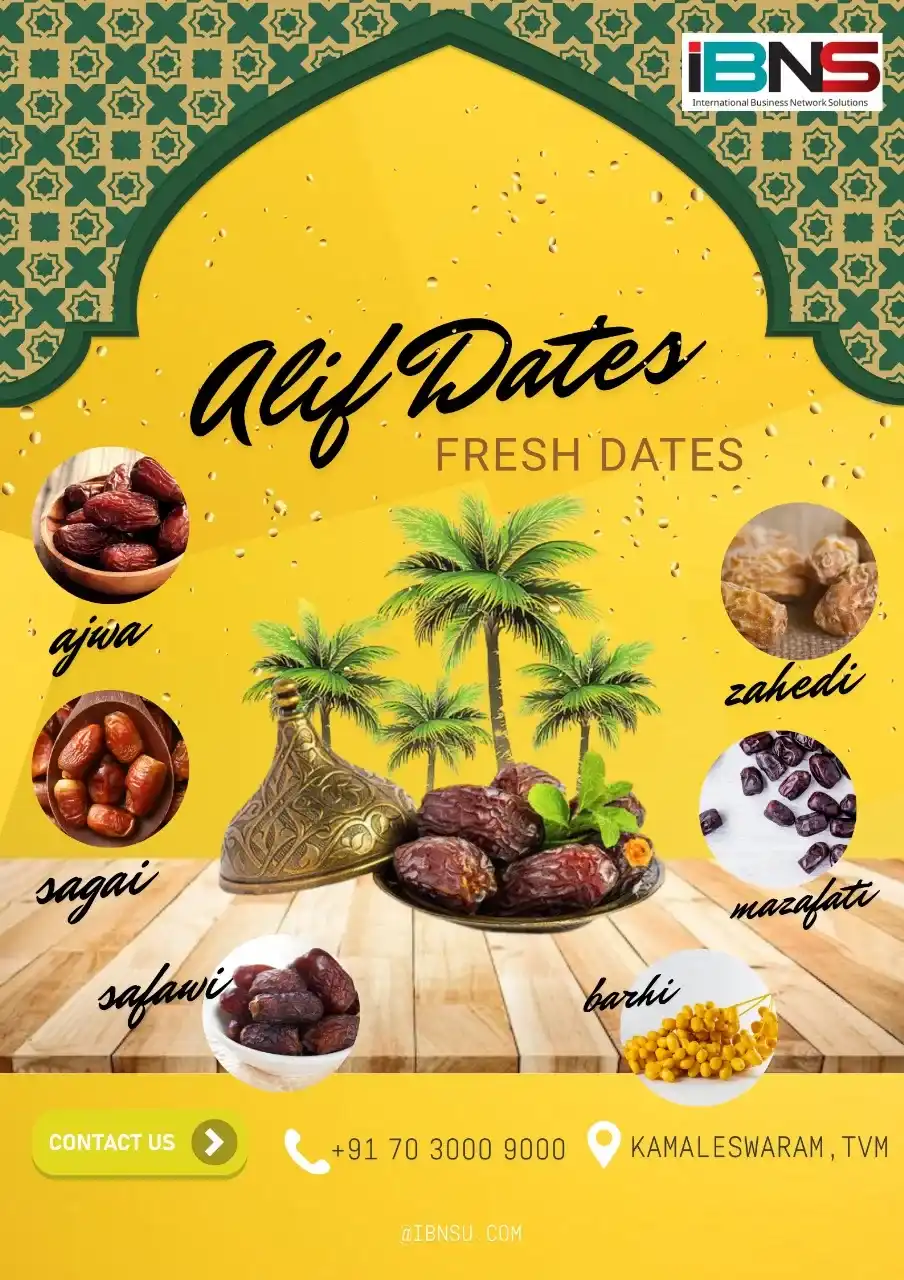 iBNS
International Business Network Solutions
Alif Dates
FRESH DATES
ajwa
zahedi
sagai
mazafati
safawi
barhi
CONTACT US
+91 70 3000 9000
KAMALESWARAM,TVM
@IBNSU COM